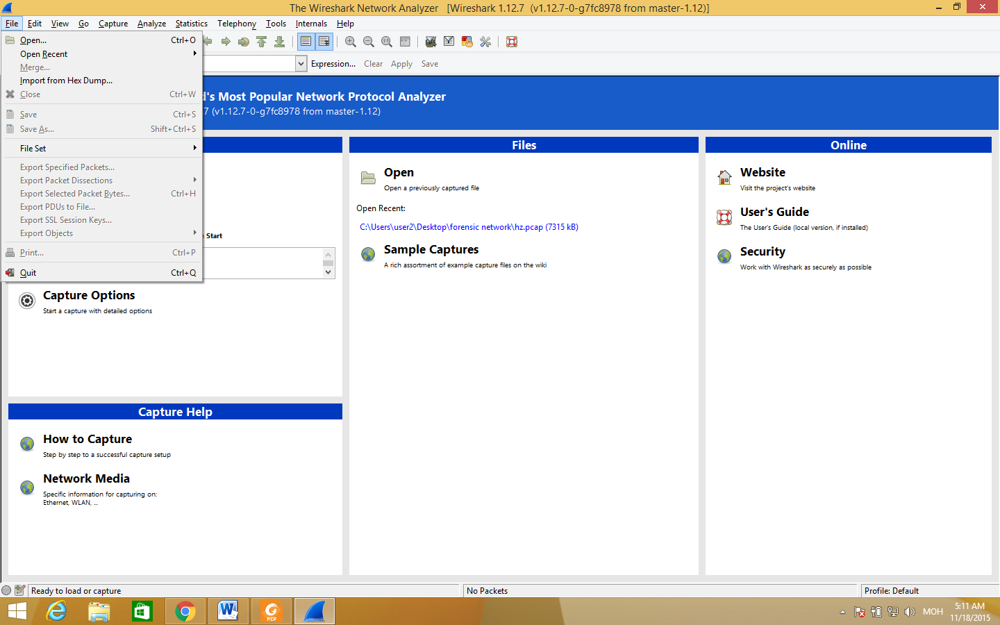 The Wireshark Network Analyzer [Wireshark 1.12.7 (v1.12.7-0-g7fc8978 from master-1.12)]
File Edit View Go Capture Analyze Statistics Telephony Tools Internals Help
Open... Ctrl+O
Open Recent
Merge...
Import from Hex Dump...
Close Ctrl+W
Save Ctrl+S
Save As... Shift+Ctrl+S
File Set
Export Specified Packets...
Export Packet Dissections
Export Selected Packet Bytes... Ctrl+H
Export PDUs to File...
Export SSL Session Keys...
Export Objects
Print... Ctrl+P
Quit Ctrl+Q
Expression... Clear Apply Save
d's Most Popular Network Protocol Analyzer
7 (v1.12.7-0-g7fc8978 from master-1.12)
Start
Capture Options
Start a capture with detailed options
Capture Help
How to Capture
Step by step to a successful capture setup
Network Media
Specific information for capturing on:
Ethernet, WLAN, ...
Files
Open
Open a previously captured file
Open Recent:
C:\Users\user2\Desktop\forensic network\hz.pcap (7315 kB)
Sample Captures
A rich assortment of example capture files on the wiki
Online
Website
Visit the project's website
User's Guide
The User's Guide (local version, if installed)
Security
Work with Wireshark as securely as possible
Ready to load or capture No Packets Profile: Default
W PDF MOH 5:11 AM
11/18/2015